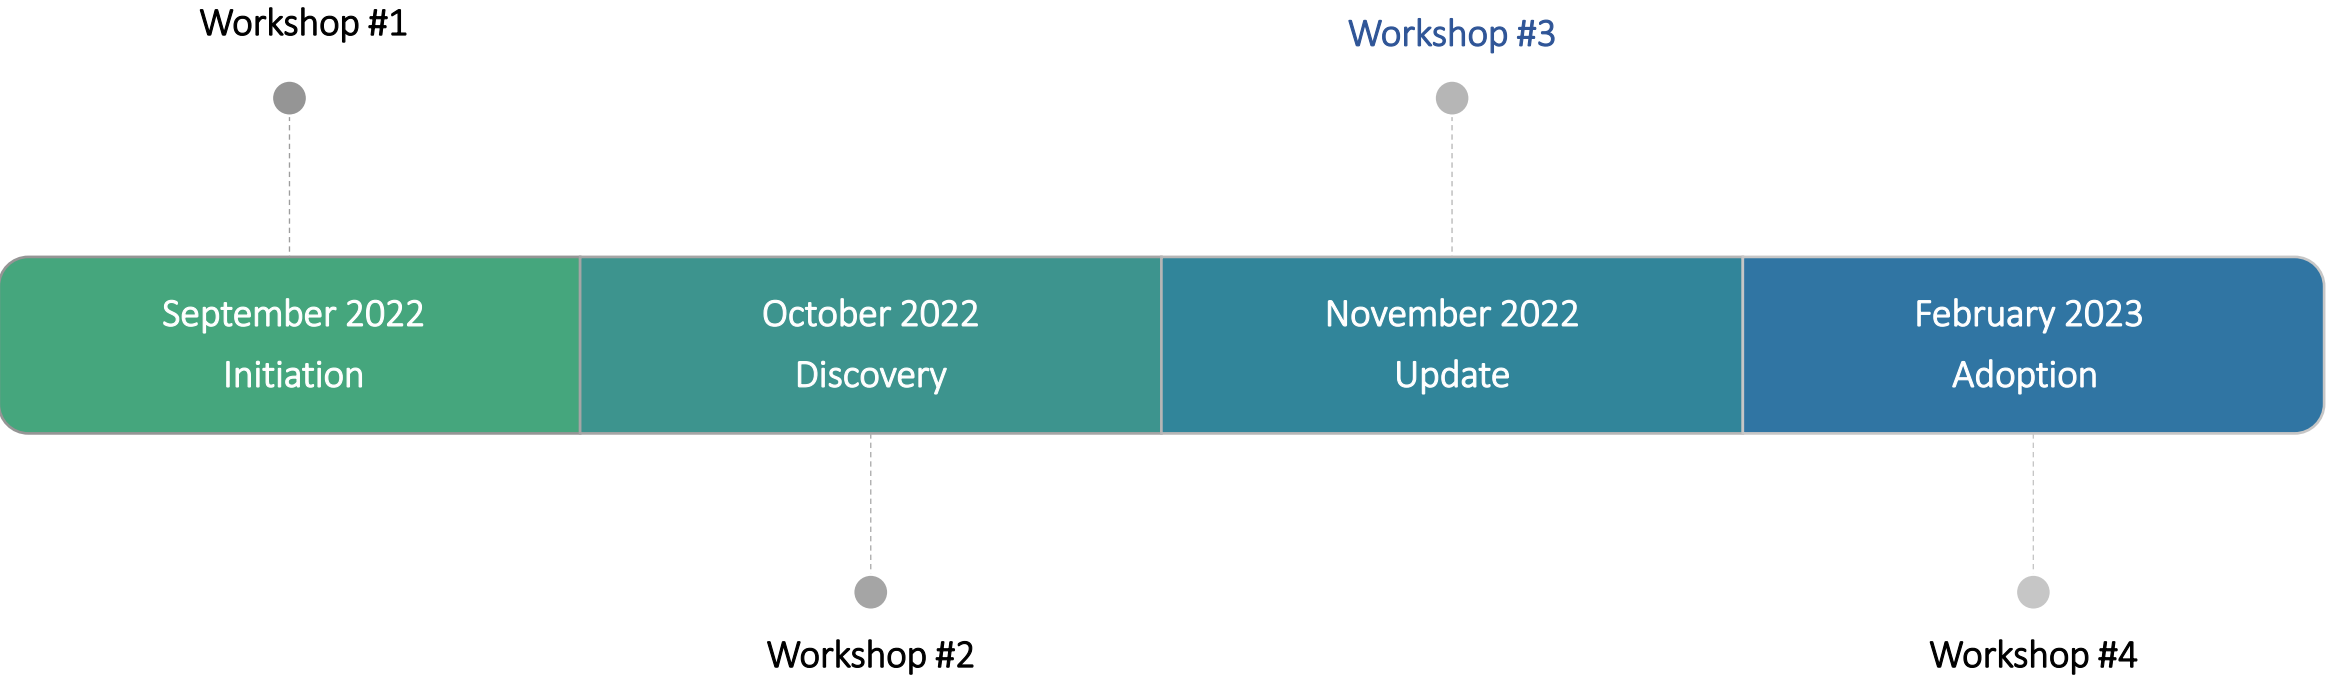 Workshop #1
Workshop #3
September 2022
Initiation
October 2022
Discovery
November 2022
Update
February 2023
Adoption
Workshop #2
Workshop #4